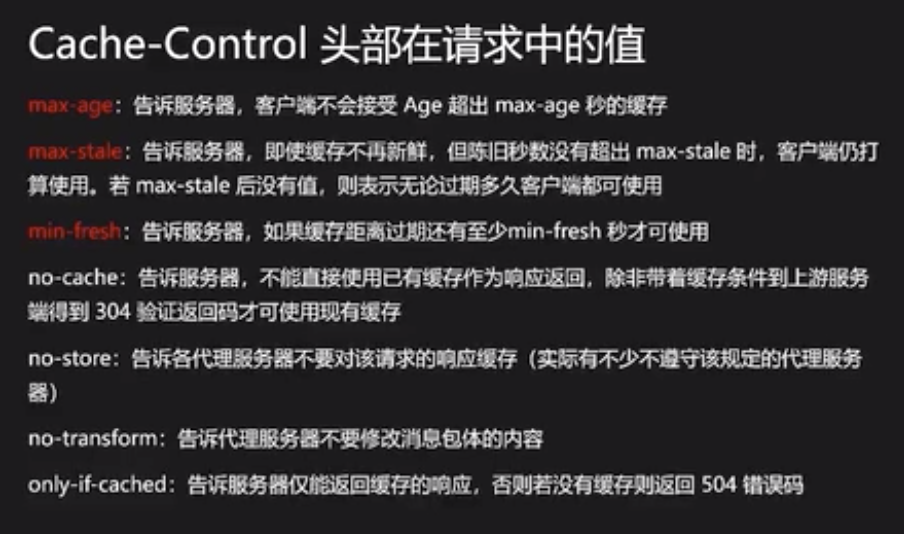 Cache-Control 头部在请求中的值
max-age：告诉服务器，客户端不会接受 Age 超出 max-age 秒的缓存
max-stale：告诉服务器，即使缓存不再新鲜，但陈旧秒数没有超出 max-stale 时，客户端仍打
算使用。若 max-stale 后没有值，则表示无论过期多久客户端都可使用
min-fresh：告诉服务器，如果缓存距离过期还有至少min-fresh 秒才可使用
no-cache：告诉服务器，不能直接使用已有缓存作为响应返回，除非带着缓存条件到上游服务
端得到 304 验证返回码才可使用现有缓存
no-store：告诉各代理服务器不要对该请求的响应缓存（实际有不少不遵守该规定的代理服务
器）
no-transform：告诉代理服务器不要修改消息包体的内容
only-if-cached：告诉服务器仅能返回缓存的响应，否则若没有缓存则返回 504 错误码